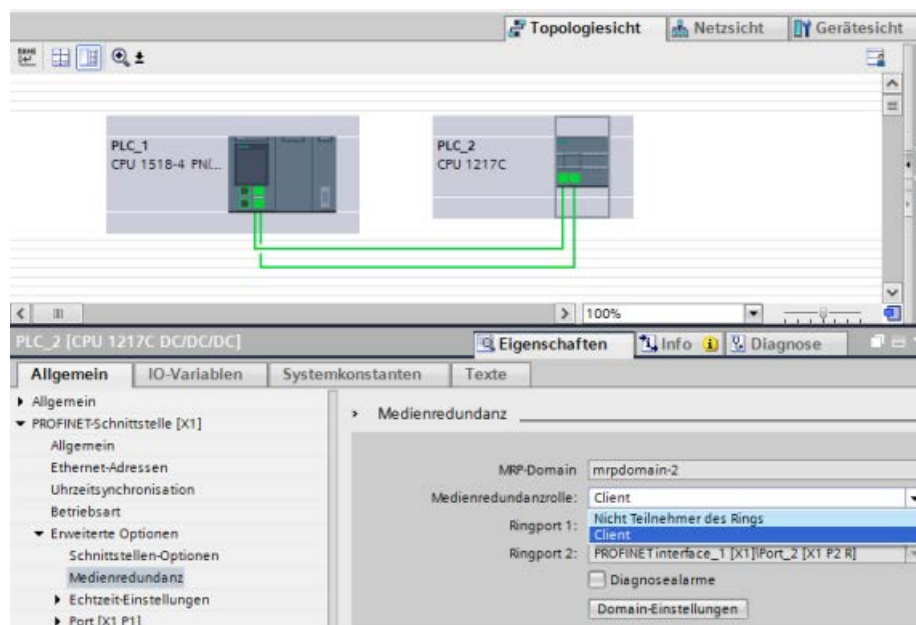 Topologiesicht Netzsicht Gerätesicht
PLC_1 PLC_2
CPU 1518-4 PN/... CPU 1217C
100%
PLC_2 [CPU 1217C DC/DC/DC] Eigenschaften Info Diagnose
Allgemein IO-Variablen Systemkonstanten Texte
Allgemein
PROFINET-Schnittstelle [X1] Medienredundanz
Allgemein
Ethernet-Adressen MRP-Domain mrpdomain-2
Uhrzeitsynchronisation Medienredundanzrolle: Client
Betriebsart Ringport 1: Nicht Teilnehmer des Rings
Erweiterte Optionen Client
Schnittstellen-Optionen Ringport 2: PROFINET interface_1 [X1]\Port_2 [X1 P2 R]
Medienredundanz Diagnosealarme
Echtzeit-Einstellungen Domain-Einstellungen
Port [X1 P1]